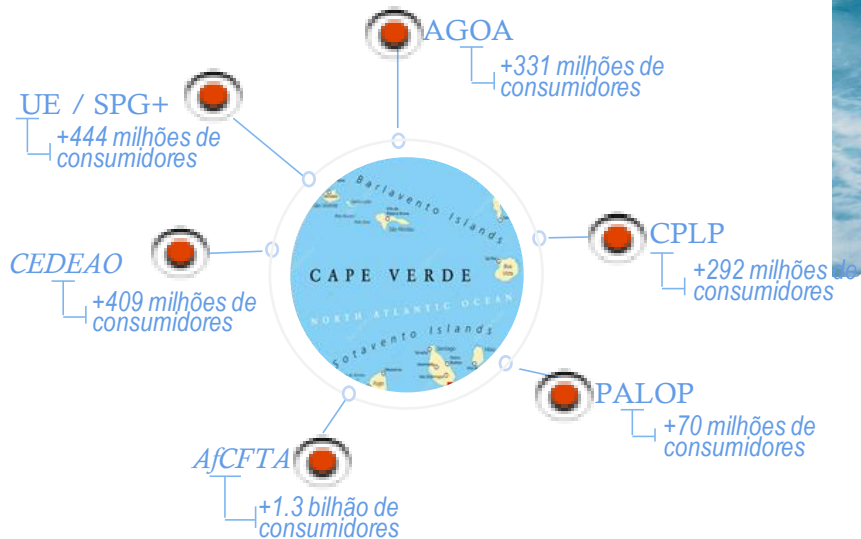 AGOA
+331 milhões de
consumidores
UE / SPG+
+444 milhões de
consumidores
CEDEAO
+409 milhões de
consumidores
CPLP
+292 milhões de
consumidores
PALOP
+70 milhões de
consumidores
AfCFTA
+1.3 bilhão de
consumidores
Barlavento Islands
CAPE VERDE
NORTH ATLANTIC OCEAN
Sotavento Islands
Santiago